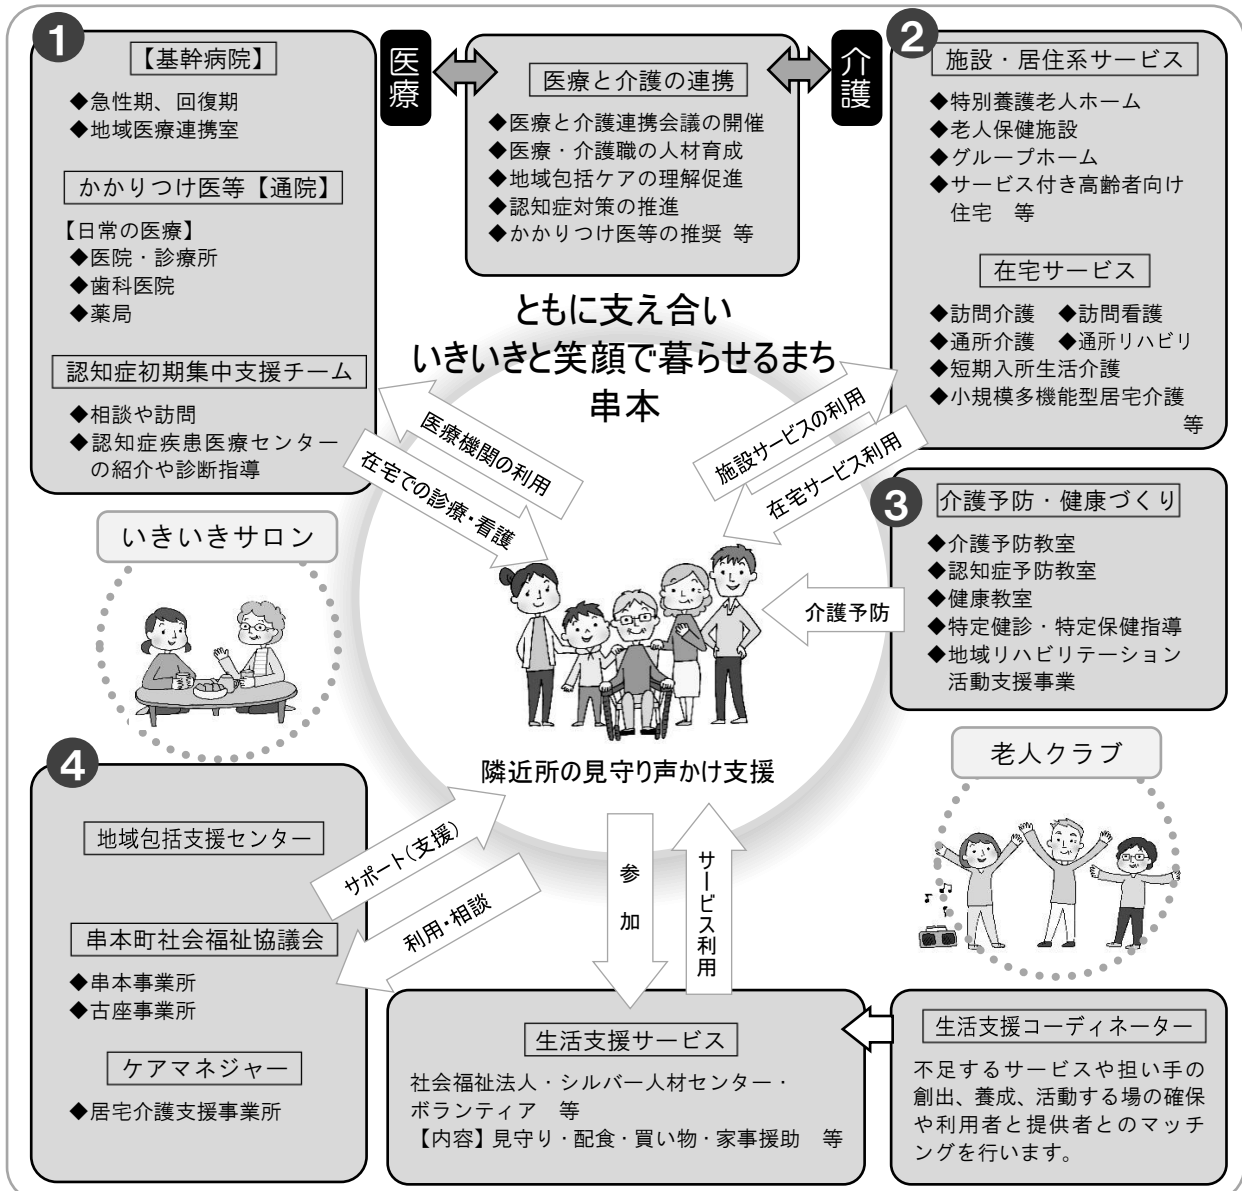 1
【基幹病院】
◆急性期、回復期
◆地域医療連携室
かかりつけ医等【通院】
【日常の医療】
◆医院・診療所
◆歯科医院
◆薬局
認知症初期集中支援チーム
◆相談や訪問
◆認知症疾患医療センター
の紹介や診断指導
医療
医療と介護の連携
◆医療と介護連携会議の開催
◆医療・介護職の人材育成
◆地域包括ケアの理解促進
◆認知症対策の推進
◆かかりつけ医等の推奨 等
介護
2
施設・居住系サービス
◆特別養護老人ホーム
◆老人保健施設
◆グループホーム
◆サービス付き高齢者向け
住宅 等
在宅サービス
◆訪問介護 ◆訪問看護
◆通所介護 ◆通所リハビリ
◆短期入所生活介護
◆小規模多機能型居宅介護
等
ともに支え合い
いきいきと笑顔で暮らせるまち
串本
医療機関の利用
在宅での診療・看護
施設サービスの利用
在宅サービス利用
3
介護予防・健康づくり
◆介護予防教室
◆認知症予防教室
◆健康教室
◆特定健診・特定保健指導
◆地域リハビリテーション
活動支援事業
介護予防
いきいきサロン
隣近所の見守り声かけ支援
老人クラブ
4
地域包括支援センター
串本町社会福祉協議会
◆串本事業所
◆古座事業所
ケアマネジャー
◆居宅介護支援事業所
サポート(支援)
利用・相談
参加
サービス利用
生活支援サービス
社会福祉法人・シルバー人材センター・
ボランティア 等
【内容】見守り・配食・買い物・家事援助 等
生活支援コーディネーター
不足するサービスや担い手の
創出、養成、活動する場の確保
や利用者と提供者とのマッチ
ングを行います。